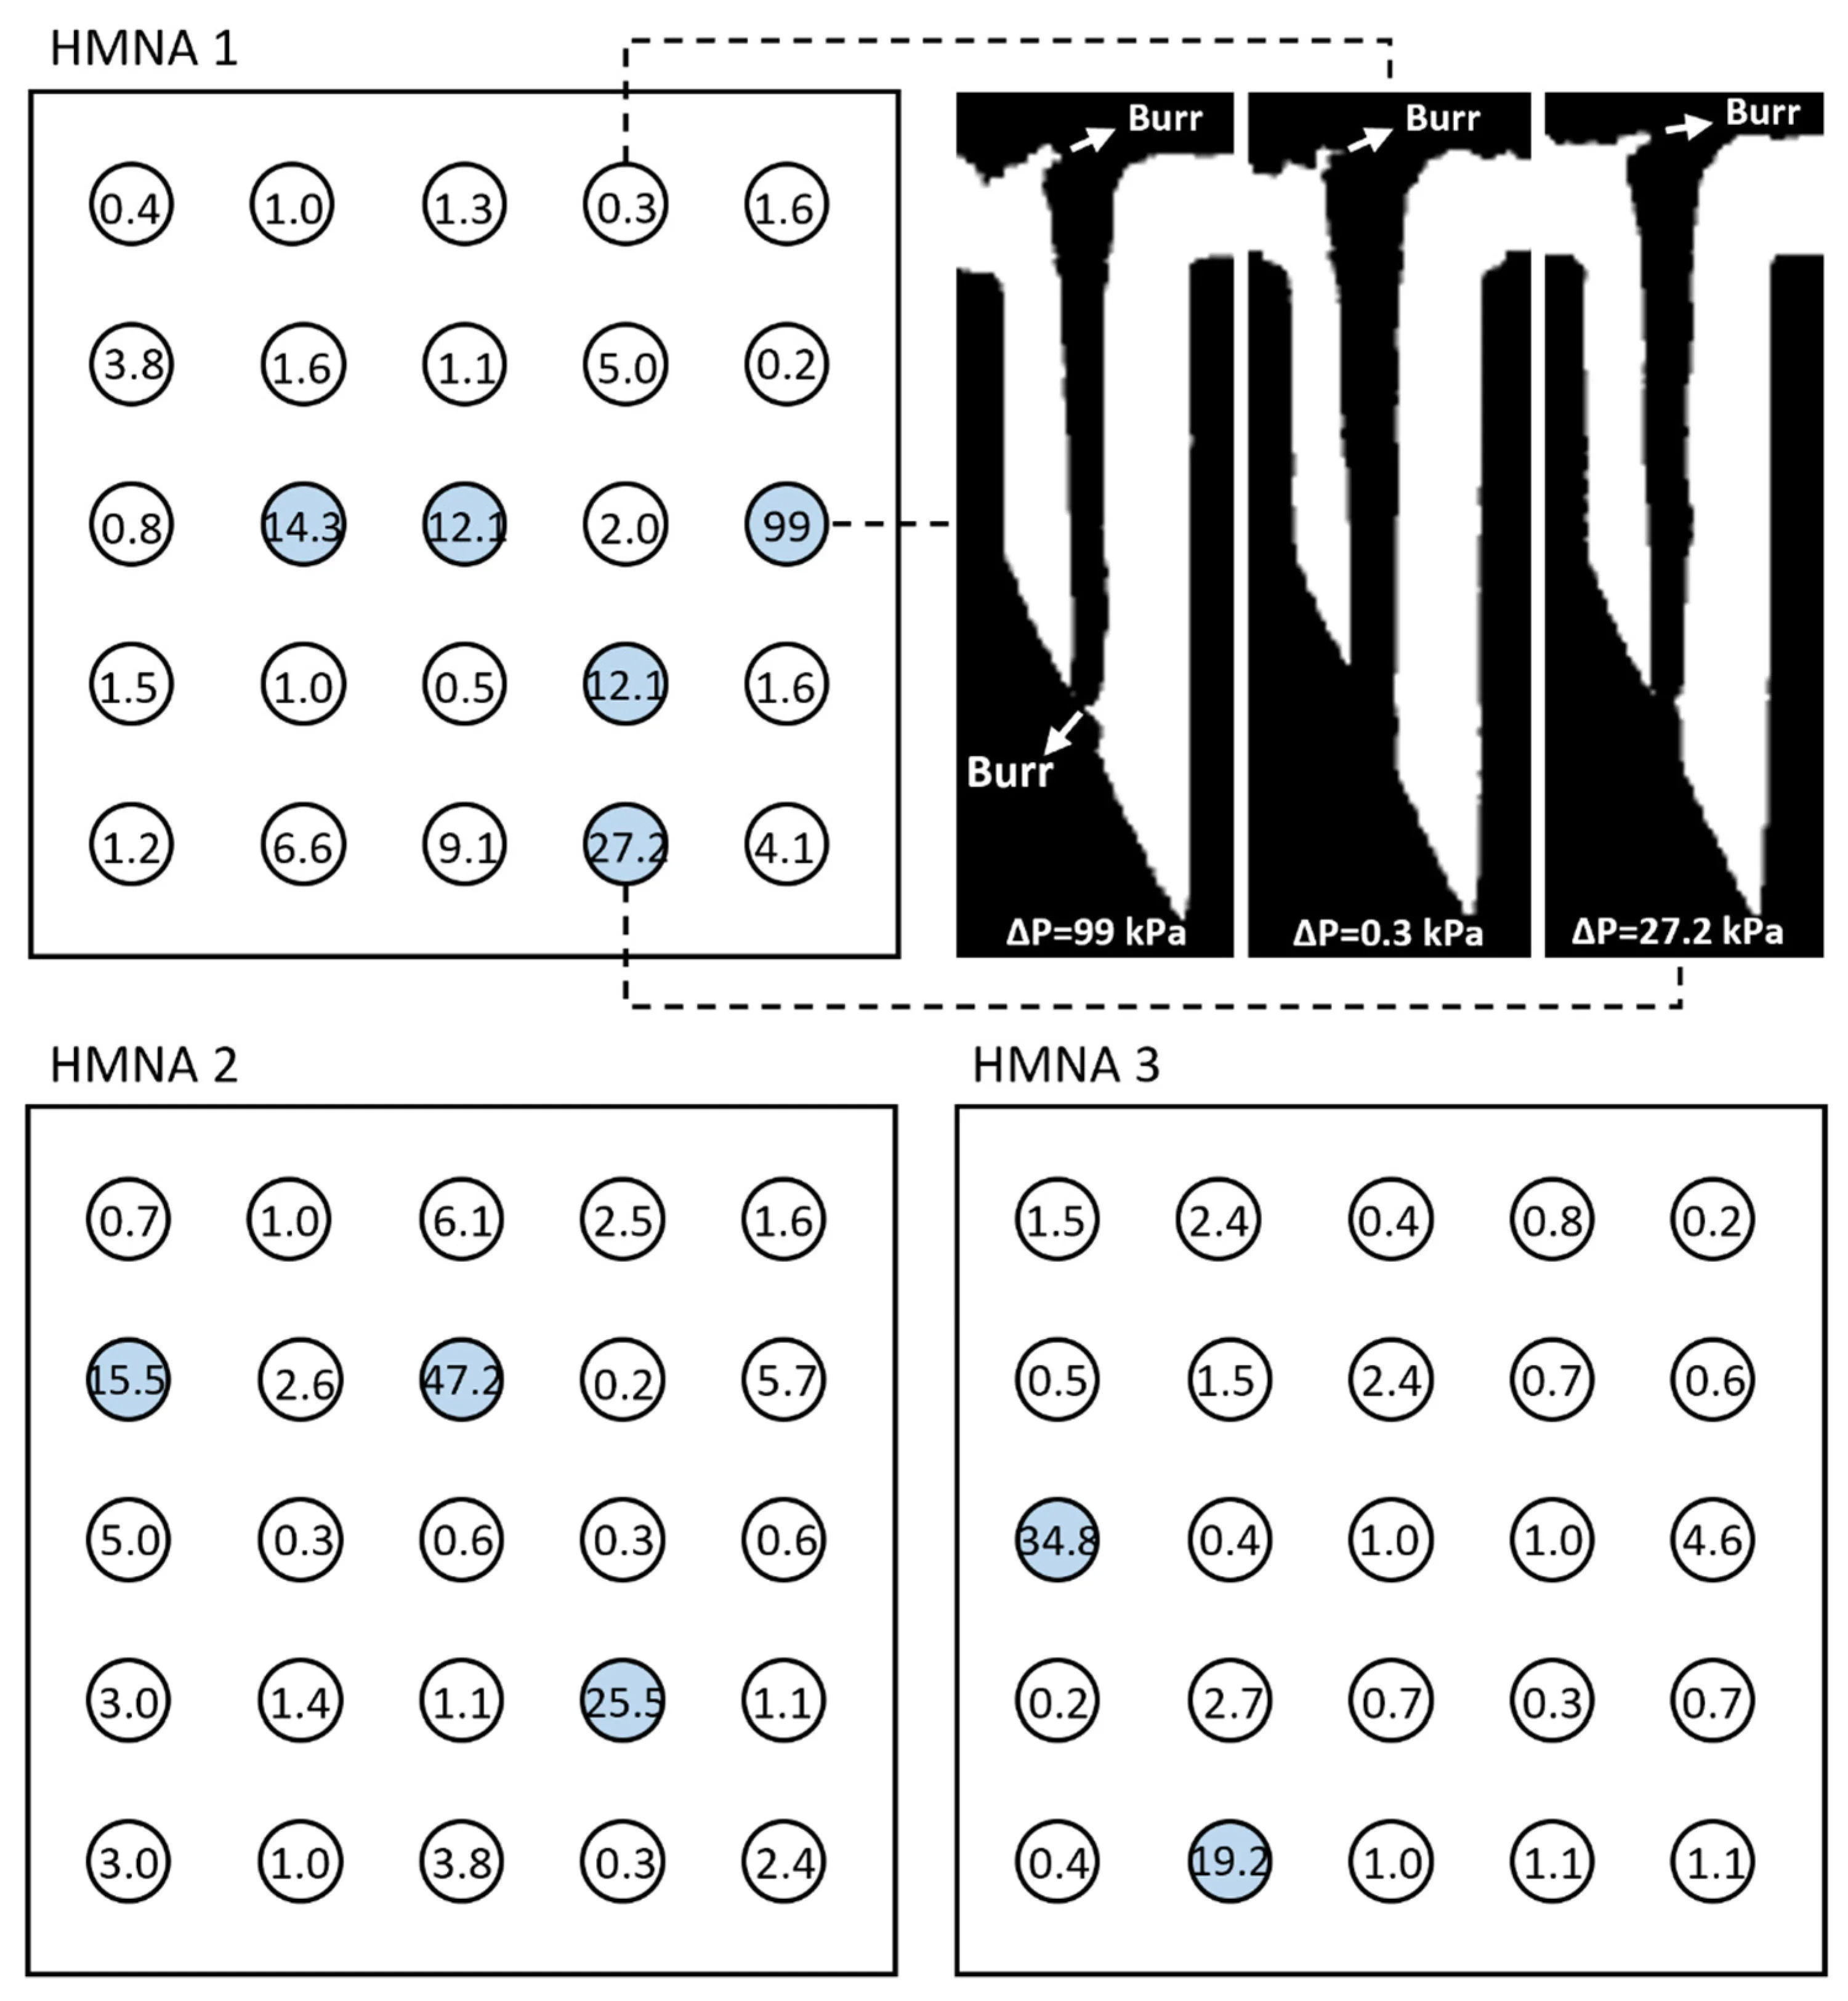 HMNA 1
0.4 1.0 1.3 0.3 1.6
3.8 1.6 1.1 5.0 0.2
0.8 14.3 12.1 2.0 99
1.5 1.0 0.5 12.1 1.6
1.2 6.6 9.1 27.2 4.1
Burr
Burr
ΔP=99 kPa
Burr
ΔP=0.3 kPa
Burr
ΔP=27.2 kPa
HMNA 2
0.7 1.0 6.1 2.5 1.6
15.5 2.6 47.2 0.2 5.7
5.0 0.3 0.6 0.3 0.6
3.0 1.4 1.1 25.5 1.1
3.0 1.0 3.8 0.3 2.4
HMNA 3
1.5 2.4 0.4 0.8 0.2
0.5 1.5 2.4 0.7 0.6
34.8 0.4 1.0 1.0 4.6
0.2 2.7 0.7 0.3 0.7
0.4 19.2 1.0 1.1 1.1